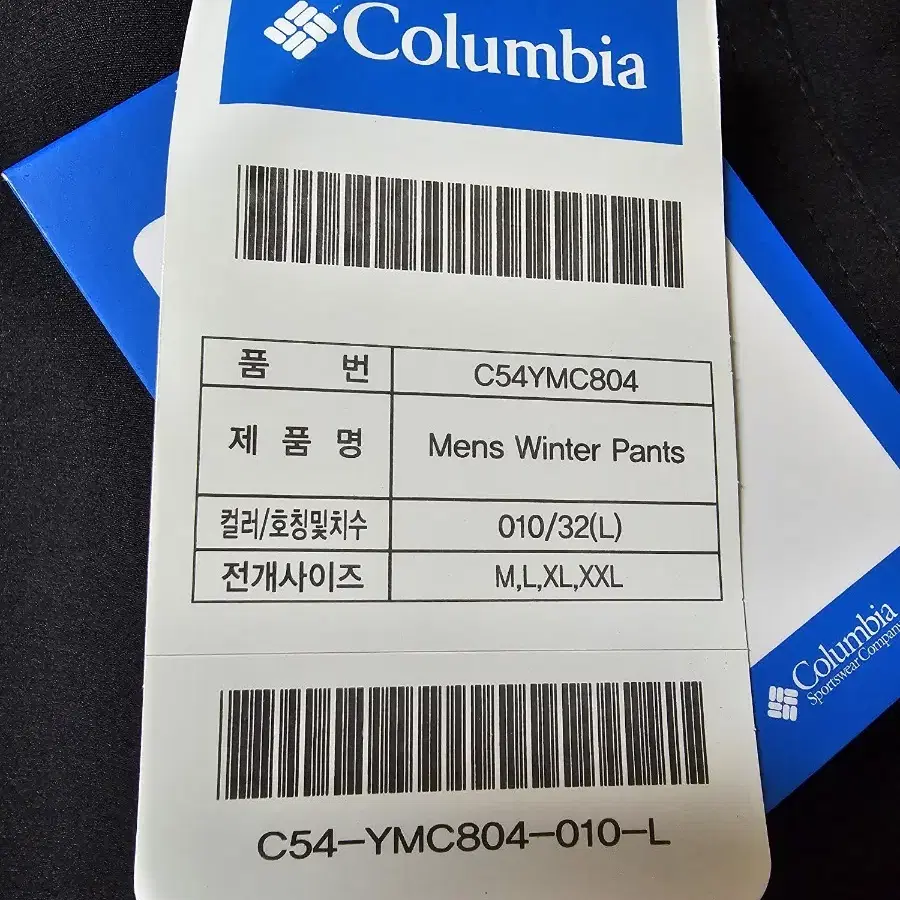 Columbia
품 번 C54YMC804
제 품 명 Mens Winter Pants
컬러/호칭및치수 010/32(L)
전개사이즈 M,L,XL,XXL
Columbia
Sportswear Company
C54-YMC804-010-L